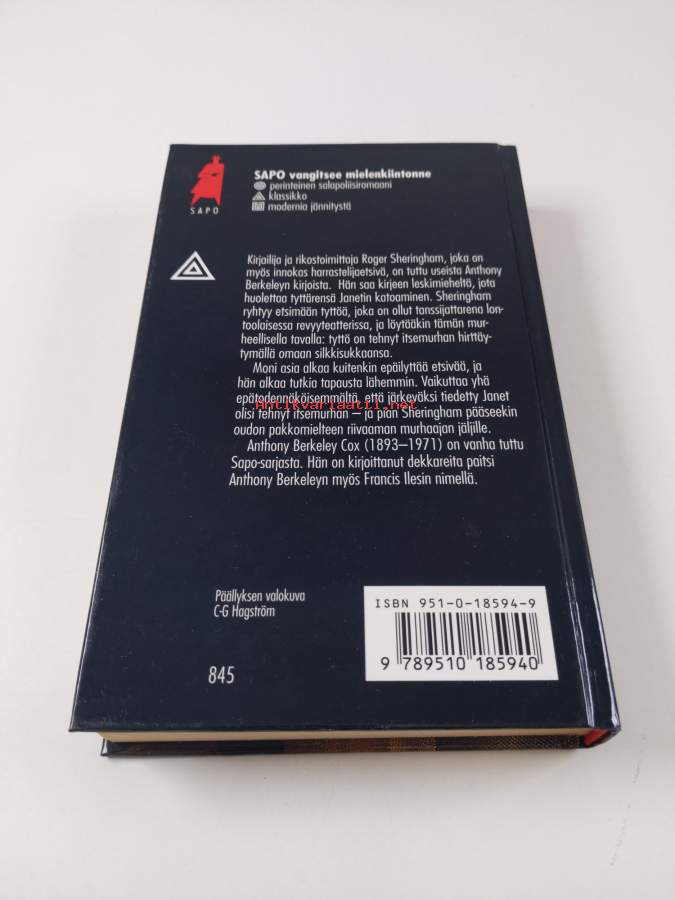 SAPO vangitsee mielenkiintonne
perinteinen salapoliisiromaani
klassikko
modernia jännitystä
SAPO
Kirjailija ja rikostoimittaja Roger Sheringham, joka on
myös innokas harrastelijaetsivä, on tuttu useista Anthony
Berkeleyn kirjoista. Hän saa kirjeen leskimieheltä, jota
huolettaa tyttärensä Janetin katoaminen. Sheringham
ryhtyy etsimään tyttöä, joka on ollut tanssijattarena lon-
toolaisessa revyyteatterissa, ja löytääkin tämän mur-
heellisella tavalla: tyttö on tehnyt itsemurhan hirttäy-
tymällä omaan silkkisukkaansa.
Moni asia alkaa kuitenkin epäilyttää etsivää, ja
hän alkaa tutkia tapausta lähemmin. Vaikuttaa yhä
epätodennäköisemmältä, että järkeväksi tiedetty Janet
olisi tehnyt itsemurhan – ja pian Sheringham pääseekin
oudon pakkomielteen riivaaman murhaajan jäljille.
Anthony Berkeley Cox (1893–1971) on vanha tuttu
Sapo-sarjasta. Hän on kirjoittanut dekkareita paitsi
Anthony Berkeleyn myös Francis Ilesin nimellä.
Antikvariaatti.net
Päällyksen valokuva
C-G Hagström
845
ISBN 951-0-18594-9
9 789510 185940